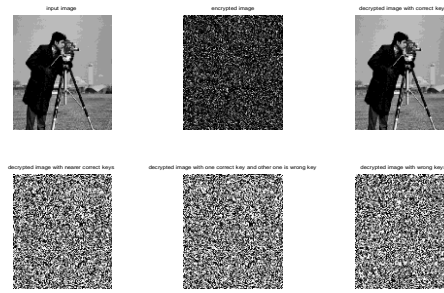 input image
encrypted image
decrypted image with correct key
decrypted image with nearer correct keys
decrypted image with one correct key and other one is wrong key
decrypted image with wrong key